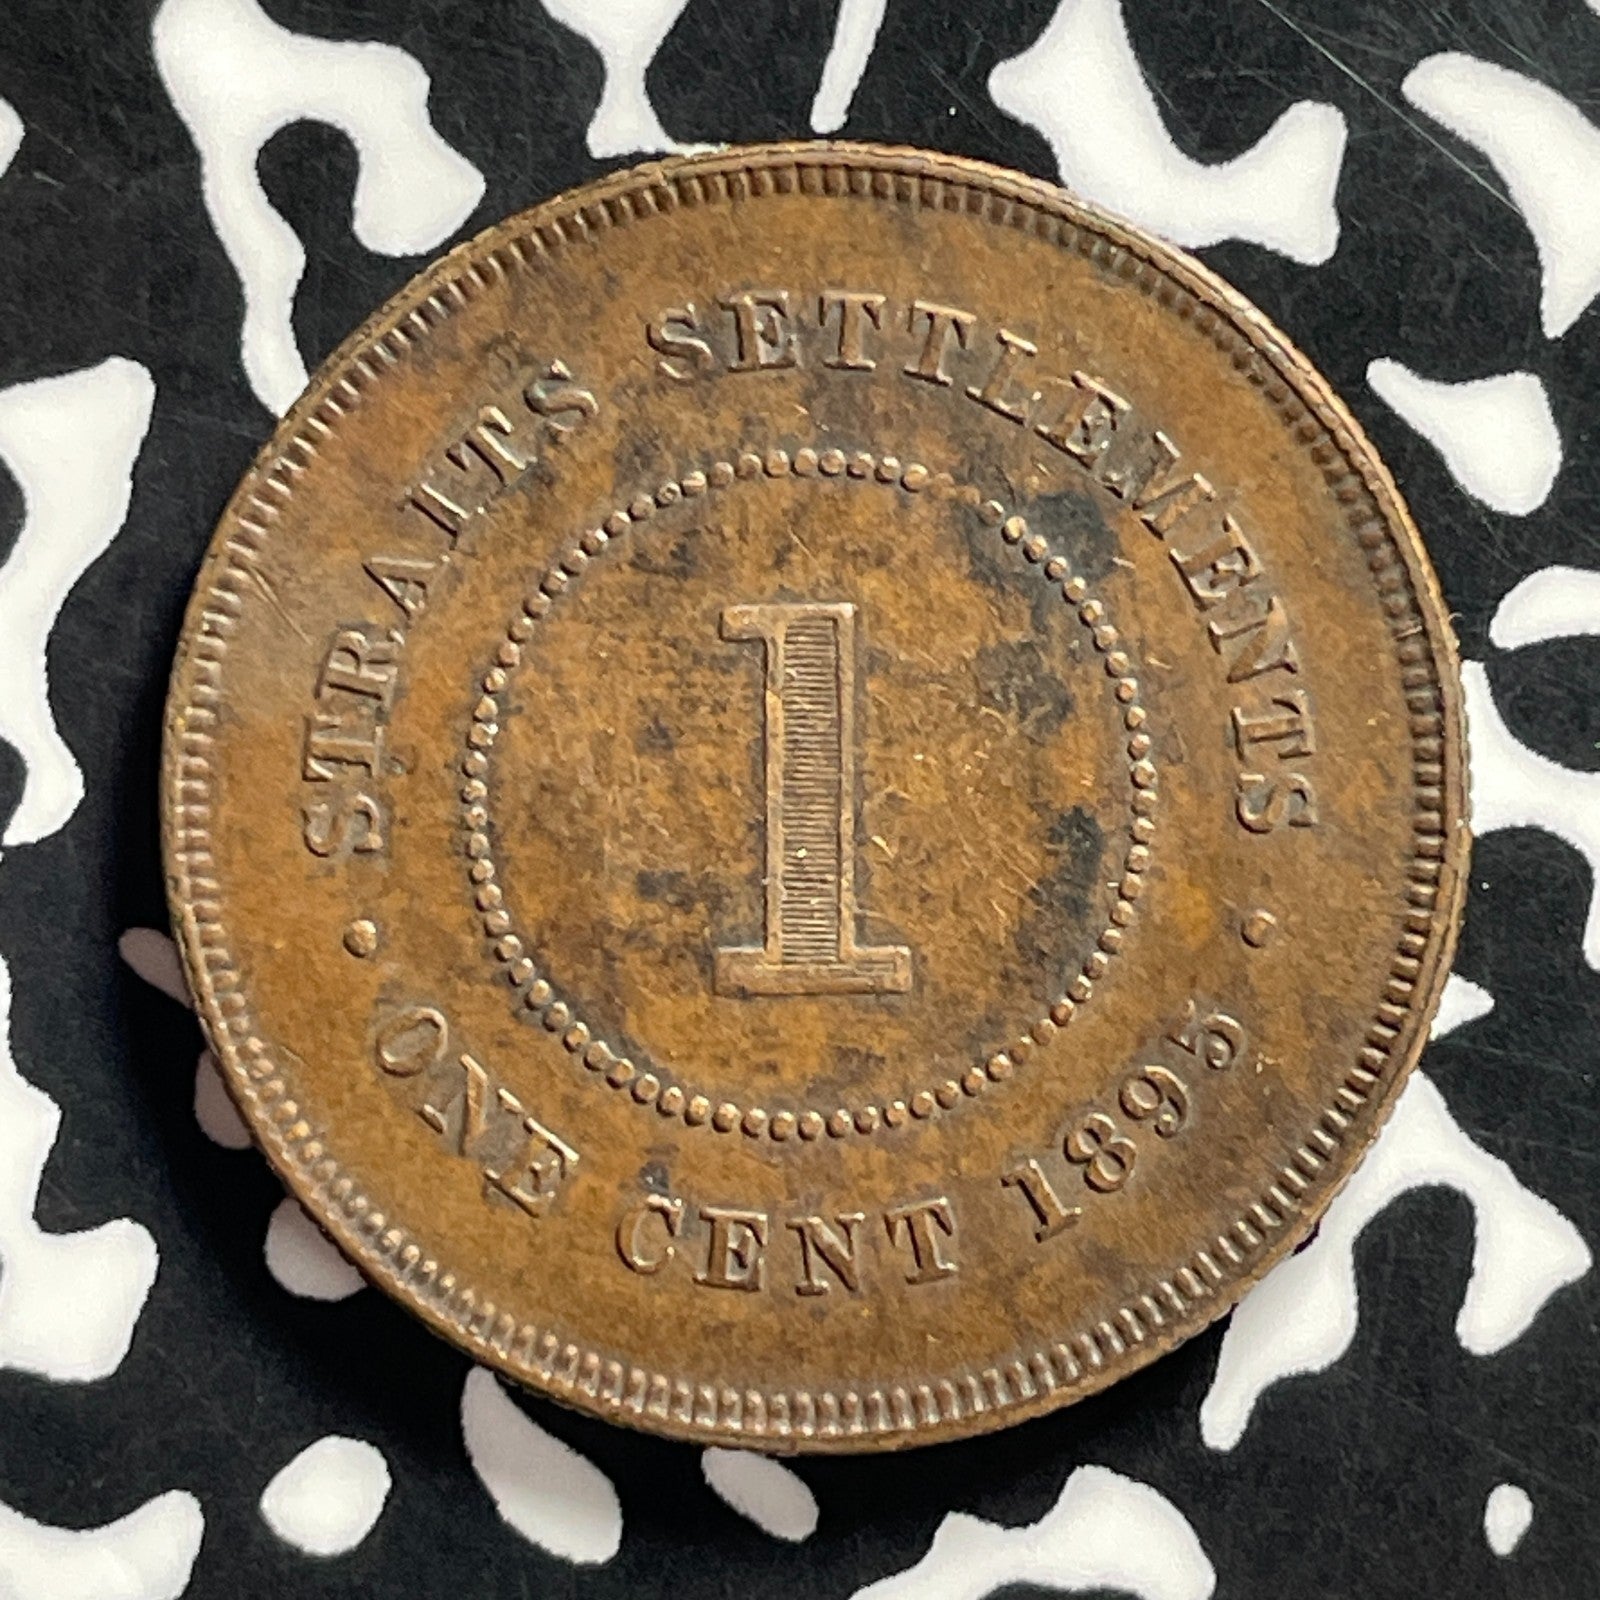 STRAITS SETTLEMENTS
1
· ONE CENT 1895 ·